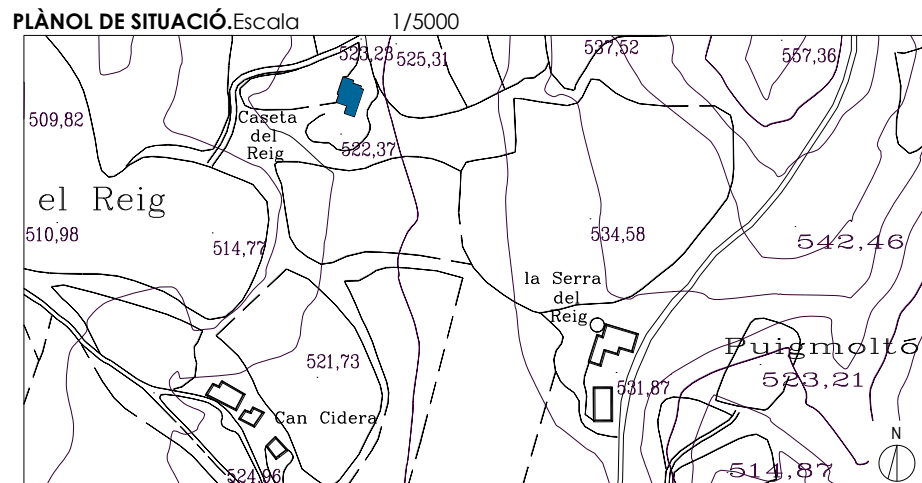 PLÀNOL DE SITUACIÓ.Escala 1/5000
523,23
525,31
537,52
557,36
509,82
Caseta
del
Reig
522,37
el Reig
510,98
514,77
534,58
542,46
la Serra
del
Reig
521,73
Puigmoltó
523,21
531,87
Can Cidera
N
524,96
514,87